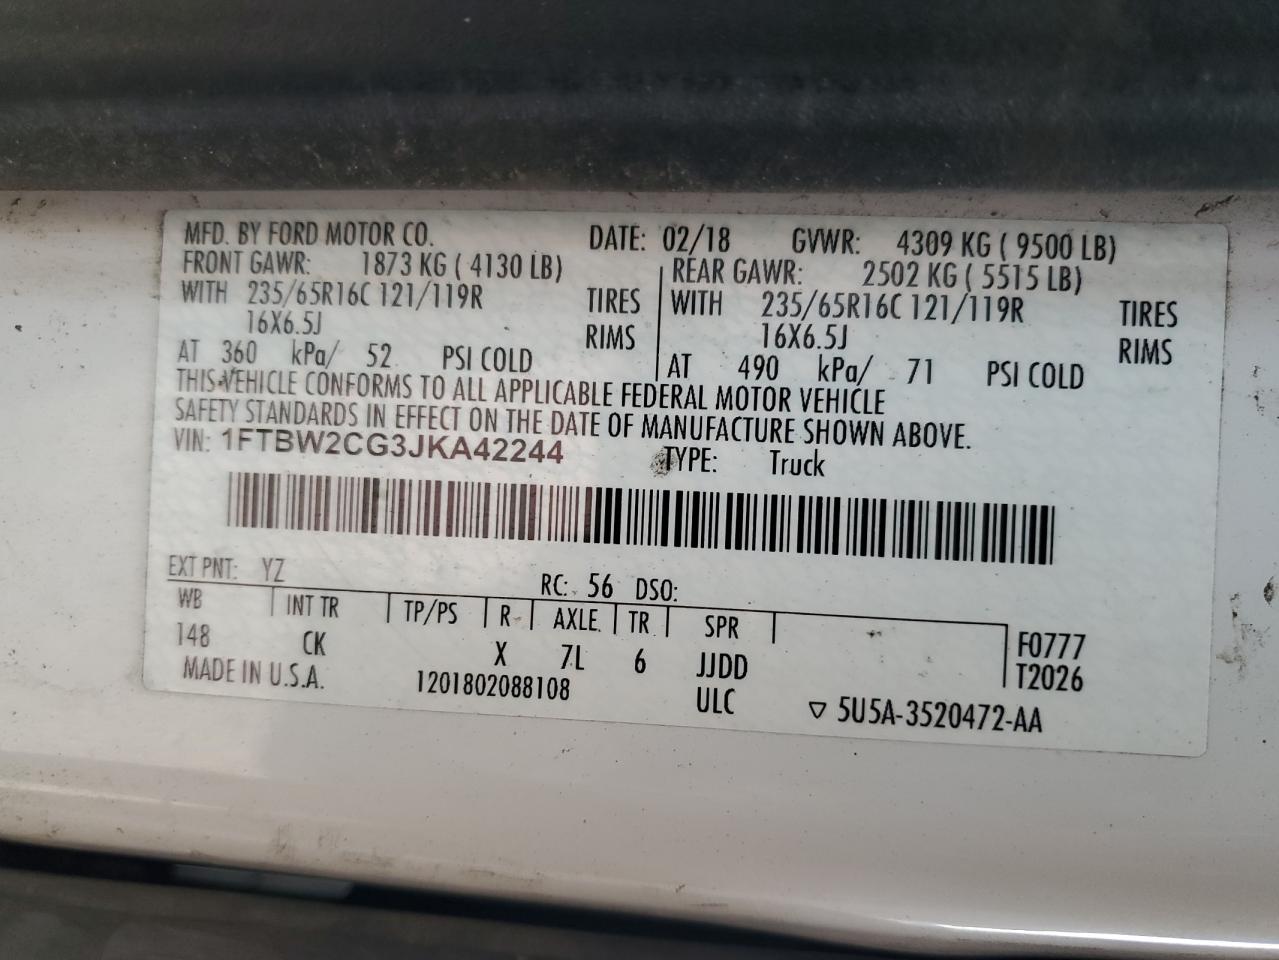 MFD. BY FORD MOTOR CO. DATE: 02/18 GVWR: 4309 KG ( 9500 LB)
FRONT GAWR: 1873 KG ( 4130 LB) REAR GAWR: 2502 KG ( 5515 LB)
WITH 235/65R16C 121/119R TIRES WITH 235/65R16C 121/119R TIRES
16X6.5J RIMS 16X6.5J RIMS
AT 360 kPa/ 52 PSI COLD AT 490 kPa/ 71 PSI COLD
THIS VEHICLE CONFORMS TO ALL APPLICABLE FEDERAL MOTOR VEHICLE
SAFETY STANDARDS IN EFFECT ON THE DATE OF MANUFACTURE SHOWN ABOVE.
VIN: 1FTBW2CG3JKA42244 TYPE: Truck
EXT PNT: YZ RC: 56 DSO:
WB INT TR TP/PS R AXLE TR SPR F0777
148 CK X 7L 6 JJDD T2026
MADE IN U.S.A. 1201802088108 ULC ▽ 5U5A-3520472-AA